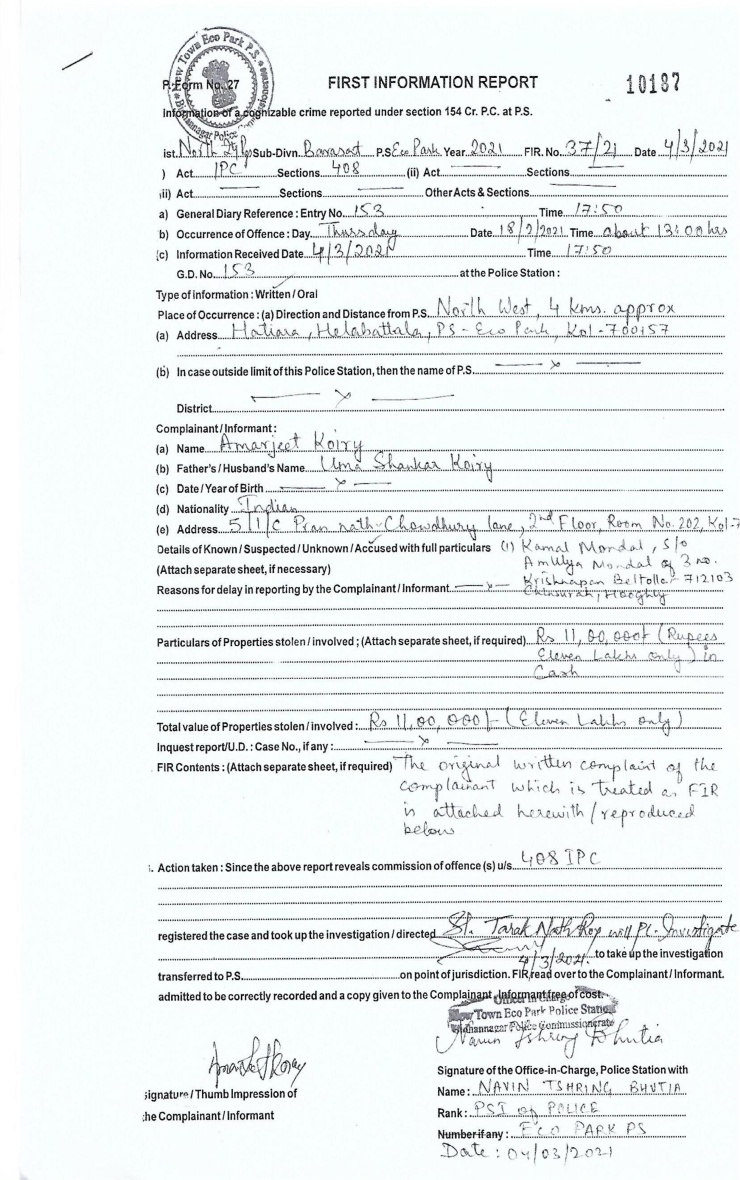 New Town Eco Park P.S.
Bidhannagar Police Commissionerate
P. Form No. 27
FIRST INFORMATION REPORT
10187
Information of a cognizable crime reported under section 154 Cr. P.C. at P.S.
ist. North Sub-Divn. Barasat P.S Eco Park Year 2021 FIR. No. 37/21 Date 4/3/2021
) Act IPC Sections 408 (ii) Act Sections
ii) Act Sections Other Acts & Sections
a) General Diary Reference : Entry No. 153 Time 17:50
b) Occurrence of Offence : Day Thursday Date 18/2/2021 Time about 13:00 hrs
(c) Information Received Date 4/3/2021 Time 17:50
G.D. No. 153 at the Police Station :
Type of information : Written / Oral
Place of Occurrence : (a) Direction and Distance from P.S. North West, 4 kms. approx
(a) Address Hatiara, Helabattala, PS - Eco Park, Kol - 700157
(b) In case outside limit of this Police Station, then the name of P.S. x
District x
Complainant / Informant :
(a) Name Amarjeet Koiry
(b) Father's / Husband's Name Uma Shankar Koiry
(c) Date / Year of Birth x
(d) Nationality Indian
(e) Address 5/1/C Pran nath Chowdhury lane, 2nd Floor, Room No. 202, Kol-7
Details of Known / Suspected / Unknown / Accused with full particulars (1) Kamal Mondal, S/o
(Attach separate sheet, if necessary) Amulya Mondal of 3 no.
Reasons for delay in reporting by the Complainant / Informant x Krishnapan Beltolla - 712103
Chinsurah, Hooghly
Particulars of Properties stolen / involved ; (Attach separate sheet, if required) Rs 11,00,000/- (Rupees
Eleven Lakhs only) in
Cash
Total value of Properties stolen / involved : Rs 11,00,000/- (Eleven Lakhs only)
Inquest report / U.D. : Case No., if any : x
FIR Contents : (Attach separate sheet, if required) The original written complaint of the
complainant which is treated as FIR
is attached herewith / reproduced
below
. Action taken : Since the above report reveals commission of offence (s) u/s. 408 IPC
registered the case and took up the investigation / directed SI. Tarak Nath Roy will Pl. Investigate
4/3/2021 to take up the investigation
transferred to P.S. on point of jurisdiction. FIR read over to the Complainant / Informant.
admitted to be correctly recorded and a copy given to the Complainant Informant free of cost.
Officer in Charge
New Town Eco Park Police Station
Bidhannagar Police Commissionerate
Navin Tshring Bhutia
Signature of the Office-in-Charge, Police Station with
ignature / Thumb Impression of
Name : NAVIN TSHRING BHUTIA
he Complainant / Informant
Rank : PSI of POLICE
Number if any : ECO PARK PS
Date : 04/03/2021